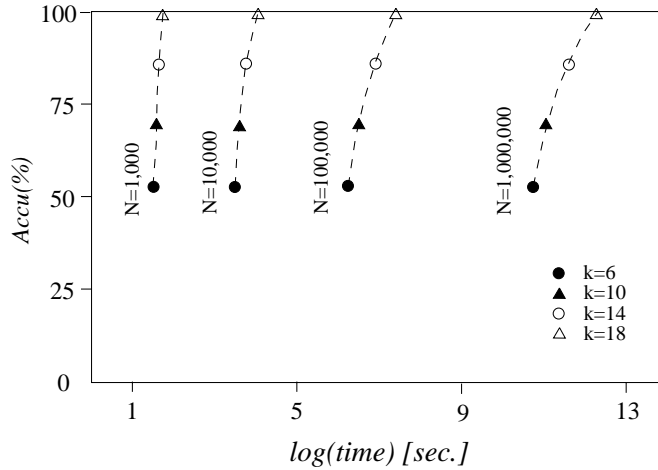 100
75
50
25
0
Accu(%)
N=1,000
N=10,000
N=100,000
N=1,000,000
k=6
k=10
k=14
k=18
1
5
9
13
log(time) [sec.]